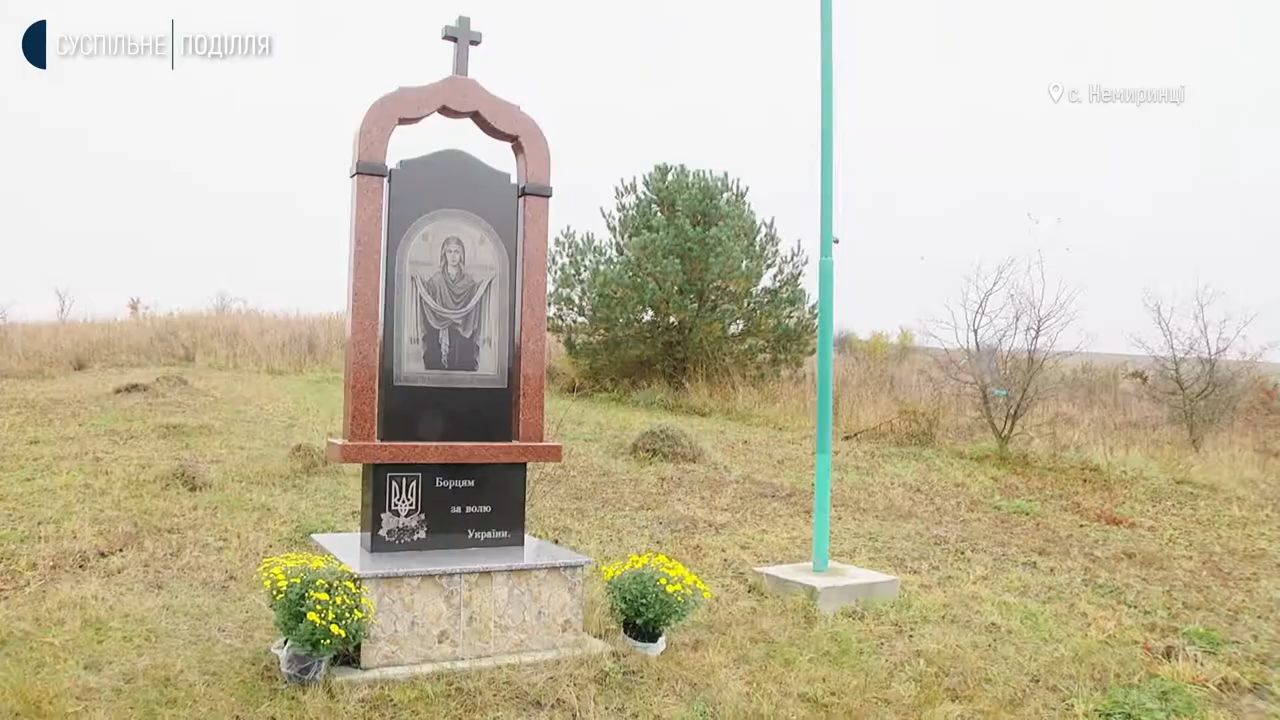 СУСПІЛЬНЕ ПОДІЛЛЯ
с. Немиринці
Борцям
за волю
України.